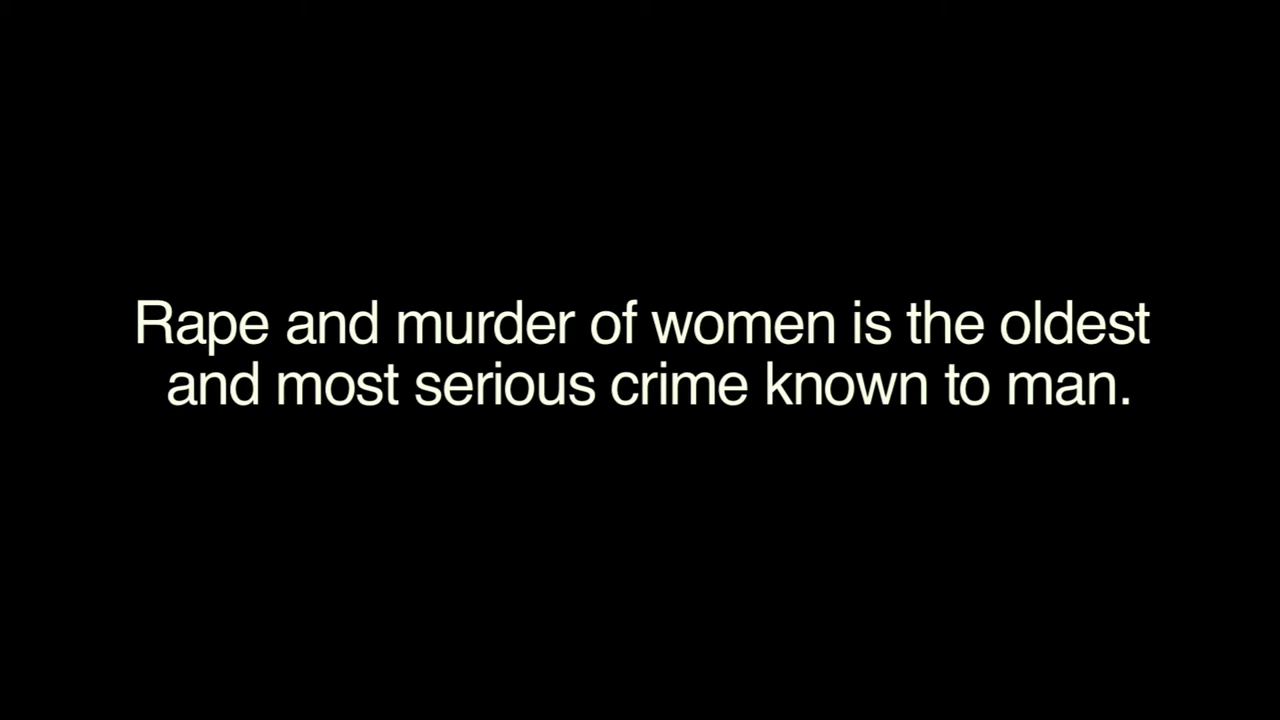 Rape and murder of women is the oldest
and most serious crime known to man.